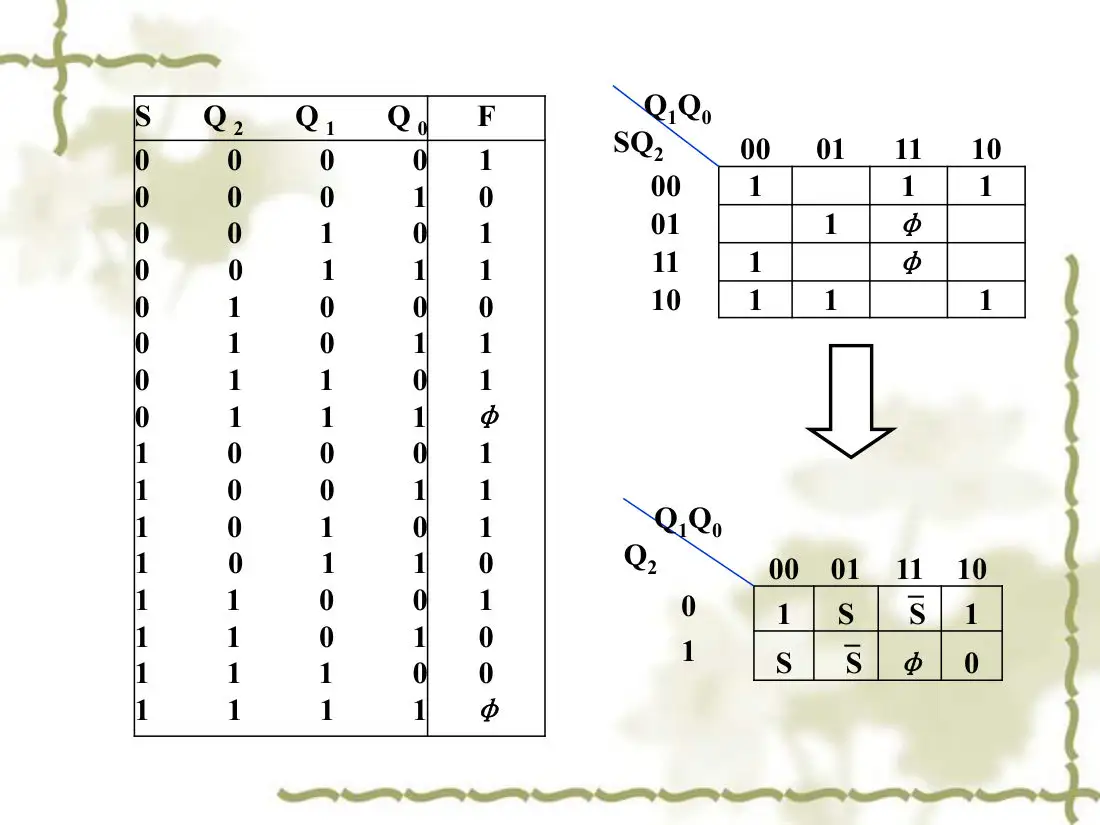 S Q2 Q1 Q0 F
0 0 0 0 1
0 0 0 1 0
0 0 1 0 1
0 0 1 1 1
0 1 0 0 0
0 1 0 1 1
0 1 1 0 1
0 1 1 1 ϕ
1 0 0 0 1
1 0 0 1 1
1 0 1 0 1
1 0 1 1 0
1 1 0 0 1
1 1 0 1 0
1 1 1 0 0
1 1 1 1 ϕ
Q1Q0
SQ2
00 01 11 10
00 1 1 1
01 1 ϕ
11 1 ϕ
10 1 1 1
Q1Q0
Q2
00 01 11 10
0 1 S S̅ 1
1 S S̅ ϕ 0